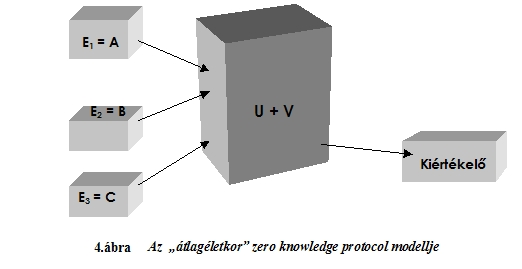 E₁ = A
E₂ = B
U + V
Kiértékelő
E₃ = C
4.ábra Az „átlagéletkor” zero knowledge protocol modellje